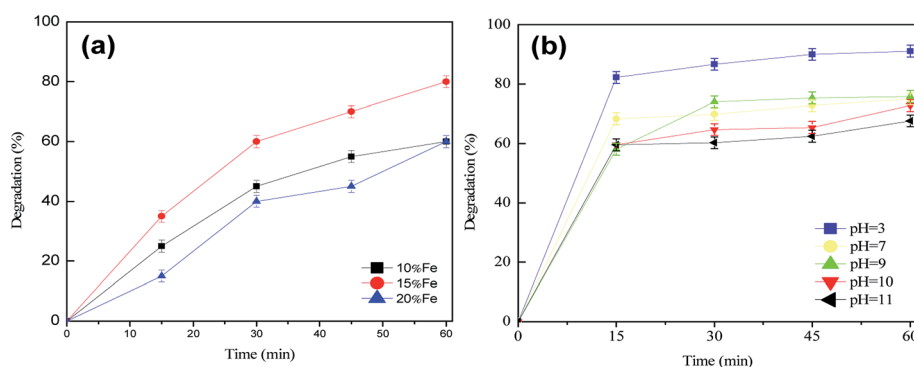 (a)
100
80
60
40
20
0
Degradation (%)
0 10 20 30 40 50 60
Time (min)
10%Fe
15%Fe
20%Fe
(b)
100
80
60
40
20
0
Degradation (%)
0 15 30 45 60
Time (min)
pH=3
pH=7
pH=9
pH=10
pH=11